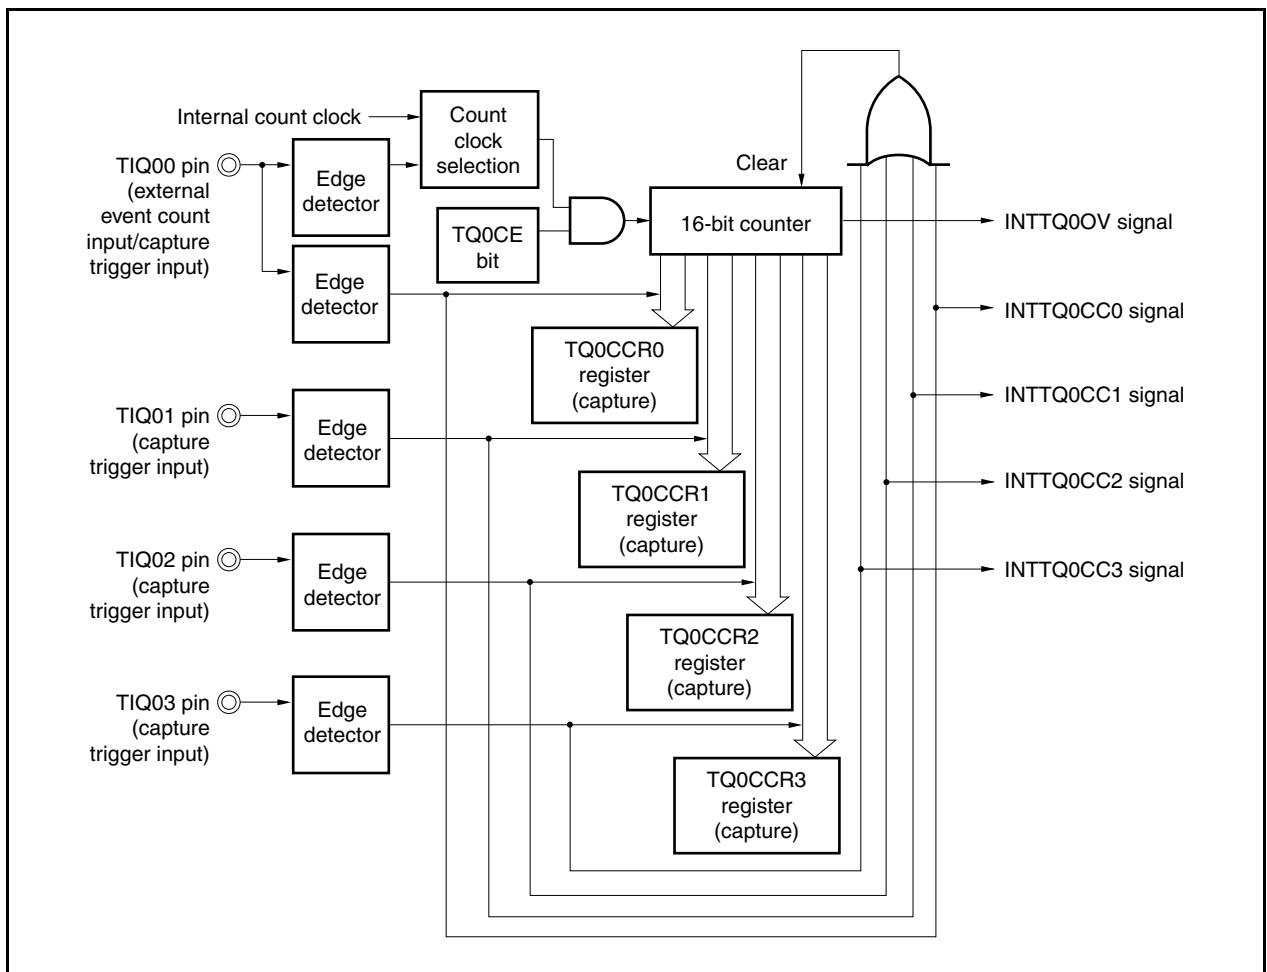 Internal count clock
Count
clock
selection
TIQ00 pin
(external
event count
input/capture
trigger input)
Edge
detector
TQ0CE
bit
Edge
detector
Clear
16-bit counter
INTTQ0OV signal
INTTQ0CC0 signal
TQ0CCR0
register
(capture)
INTTQ0CC1 signal
TIQ01 pin
(capture
trigger input)
Edge
detector
TQ0CCR1
register
(capture)
INTTQ0CC2 signal
TIQ02 pin
(capture
trigger input)
Edge
detector
INTTQ0CC3 signal
TQ0CCR2
register
(capture)
TIQ03 pin
(capture
trigger input)
Edge
detector
TQ0CCR3
register
(capture)